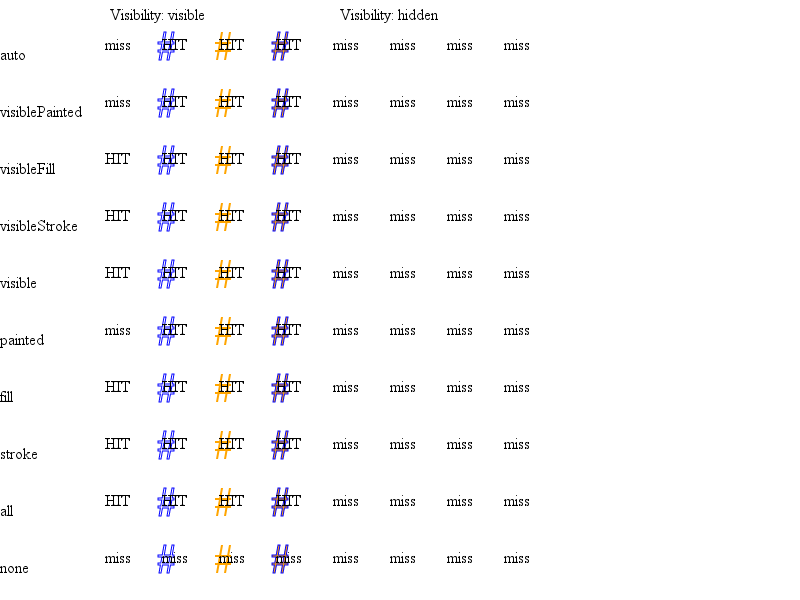 Visibility: visible Visibility: hidden
auto miss # HIT # HIT # HIT miss miss miss miss
visiblePainted miss # HIT # HIT # HIT miss miss miss miss
visibleFill HIT # HIT # HIT # HIT miss miss miss miss
visibleStroke HIT # HIT # HIT # HIT miss miss miss miss
visible HIT # HIT # HIT # HIT miss miss miss miss
painted miss # HIT # HIT # HIT miss miss miss miss
fill HIT # HIT # HIT # HIT miss miss miss miss
stroke HIT # HIT # HIT # HIT miss miss miss miss
all HIT # HIT # HIT # HIT miss miss miss miss
none miss # miss # miss # miss miss miss miss miss